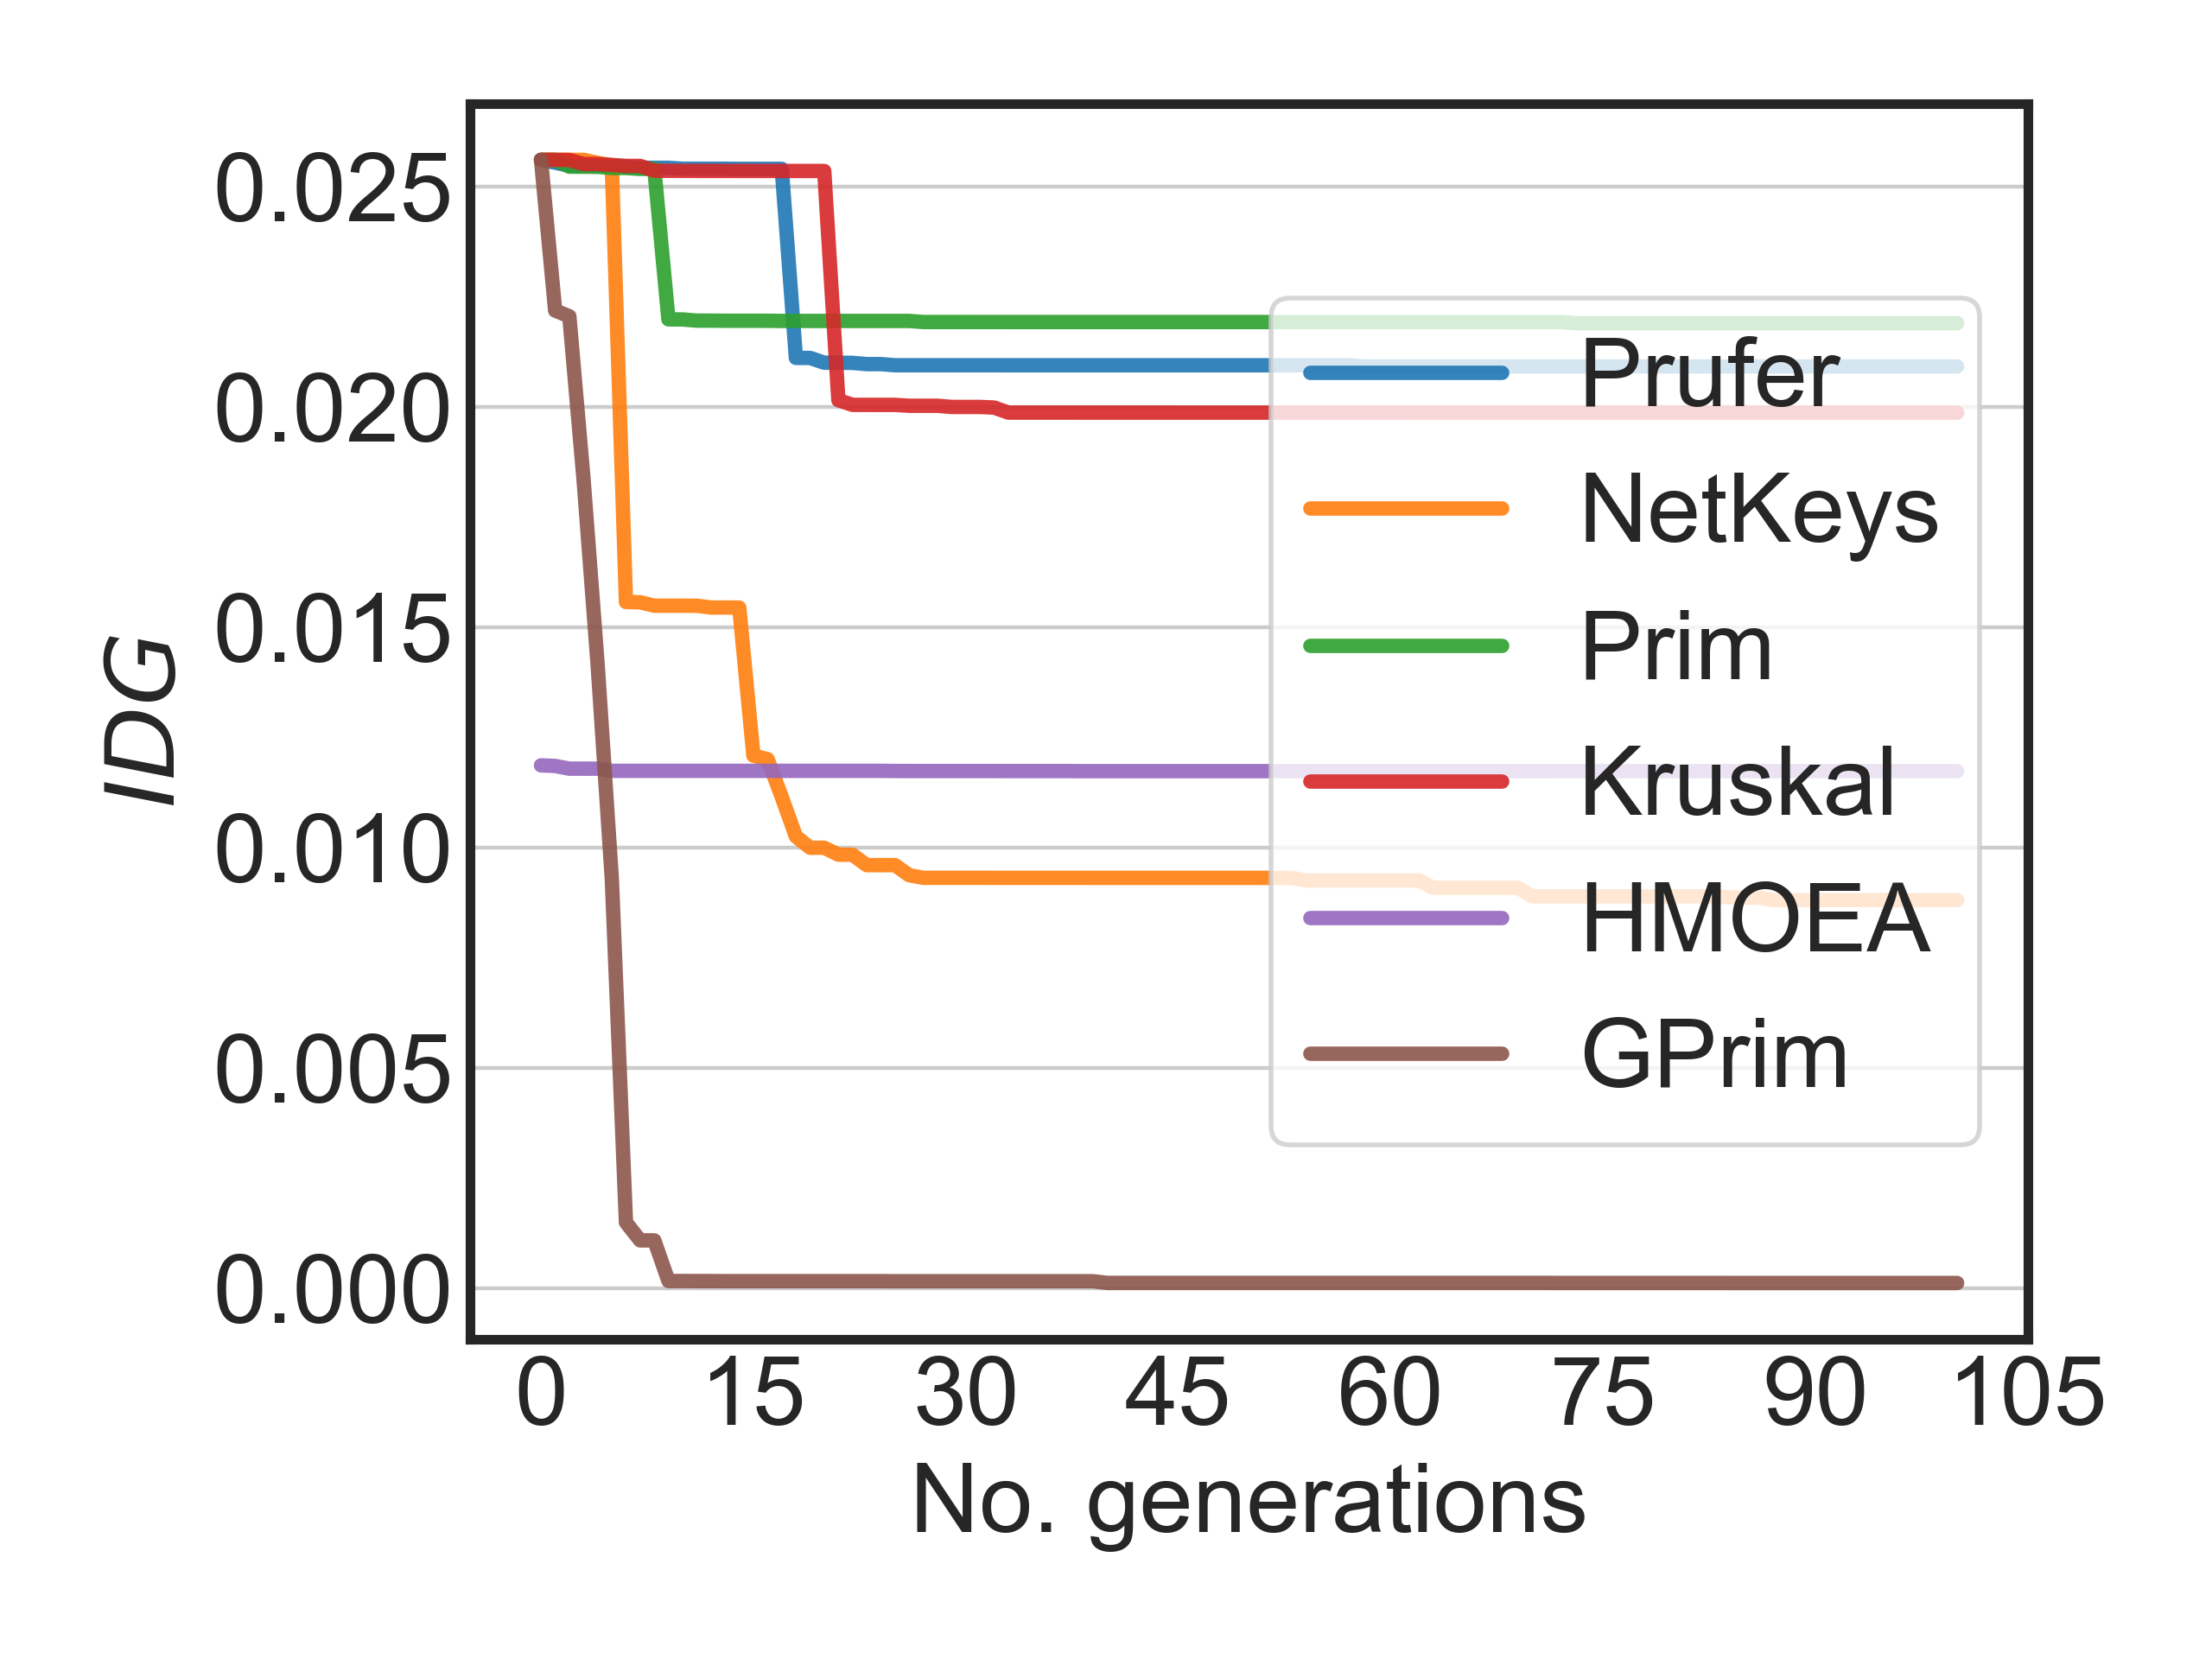 0.025
0.020
0.015
0.010
0.005
0.000
IDG
0 15 30 45 60 75 90 105
No. generations
Prufer
NetKeys
Prim
Kruskal
HMOEA
GPrim